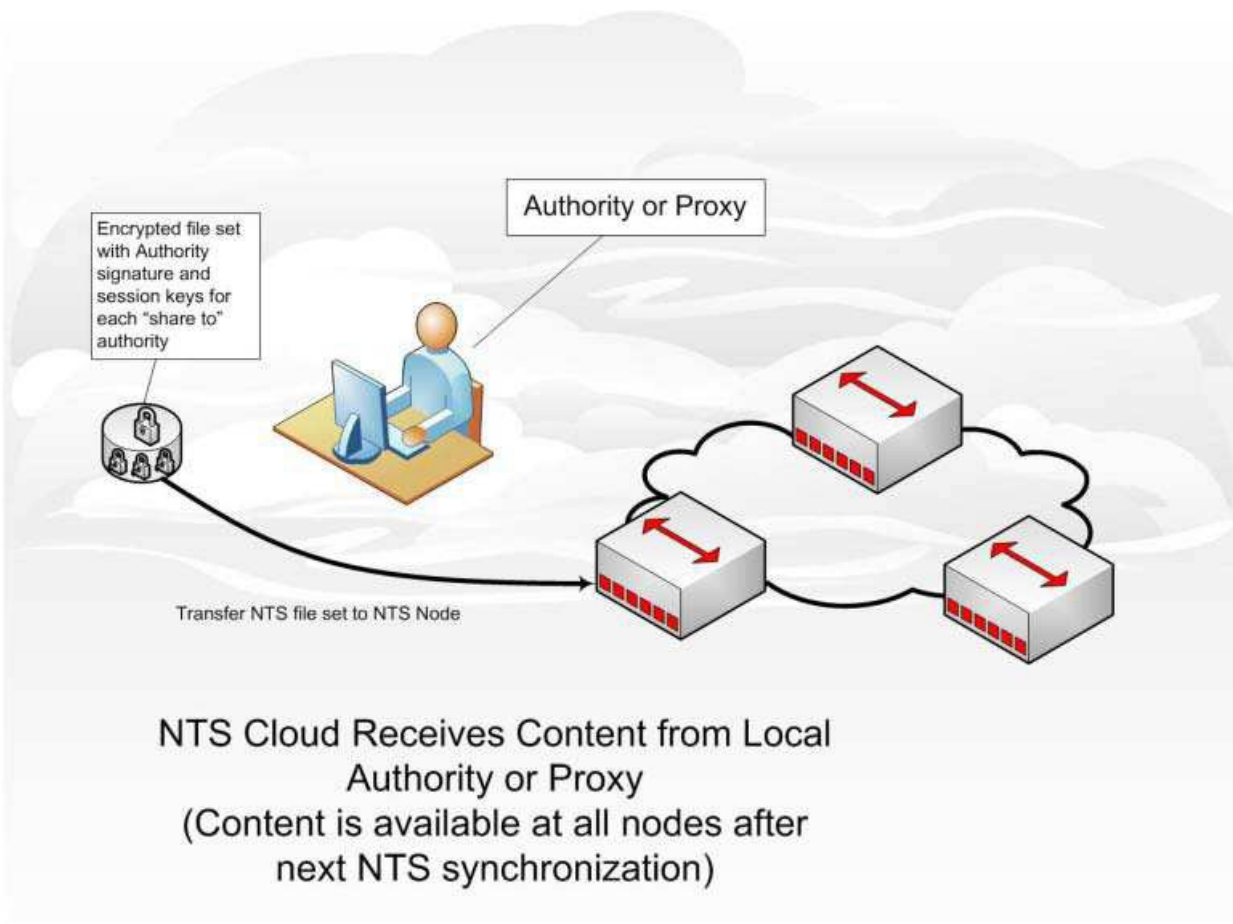 Authority or Proxy
Encrypted file set
with Authority
signature and
session keys for
each “share to”
authority
Transfer NTS file set to NTS Node
NTS Cloud Receives Content from Local
Authority or Proxy
(Content is available at all nodes after
next NTS synchronization)